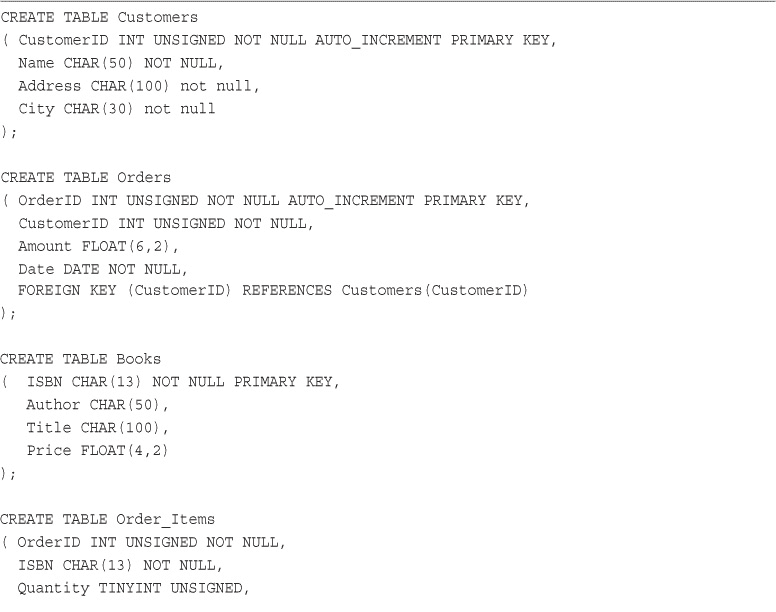 CREATE TABLE Customers
( CustomerID INT UNSIGNED NOT NULL AUTO_INCREMENT PRIMARY KEY,
  Name CHAR(50) NOT NULL,
  Address CHAR(100) not null,
  City CHAR(30) not null
);

CREATE TABLE Orders
( OrderID INT UNSIGNED NOT NULL AUTO_INCREMENT PRIMARY KEY,
  CustomerID INT UNSIGNED NOT NULL,
  Amount FLOAT(6,2),
  Date DATE NOT NULL,
  FOREIGN KEY (CustomerID) REFERENCES Customers(CustomerID)
);

CREATE TABLE Books
(  ISBN CHAR(13) NOT NULL PRIMARY KEY,
   Author CHAR(50),
   Title CHAR(100),
   Price FLOAT(4,2)
);

CREATE TABLE Order_Items
( OrderID INT UNSIGNED NOT NULL,
  ISBN CHAR(13) NOT NULL,
  Quantity TINYINT UNSIGNED,